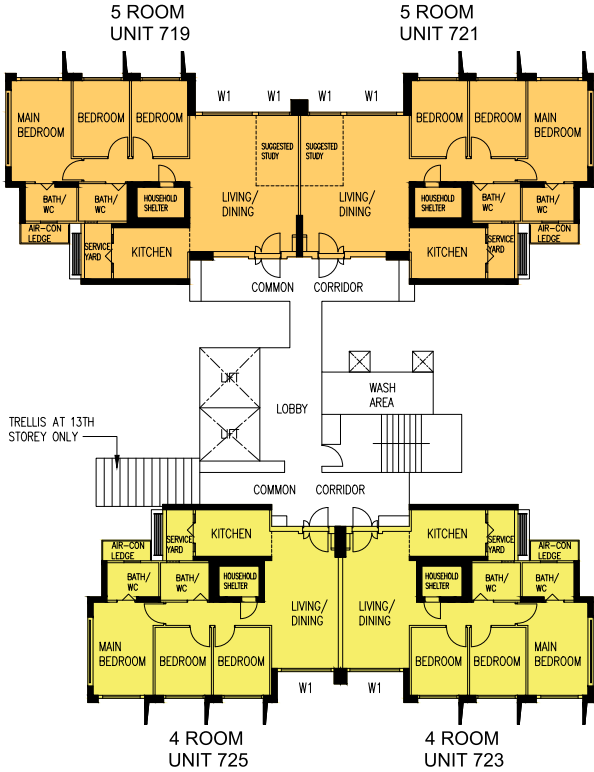 5 ROOM
UNIT 719
5 ROOM
UNIT 721
W1
W1
W1
W1
MAIN
BEDROOM
BEDROOM
BEDROOM
SUGGESTED
STUDY
SUGGESTED
STUDY
BEDROOM
BEDROOM
MAIN
BEDROOM
BATH/
WC
BATH/
WC
HOUSEHOLD
SHELTER
LIVING/
DINING
LIVING/
DINING
HOUSEHOLD
SHELTER
BATH/
WC
BATH/
WC
AIR-CON
LEDGE
SERVICE
YARD
KITCHEN
KITCHEN
SERVICE
YARD
AIR-CON
LEDGE
COMMON
CORRIDOR
LIFT
LIFT
LOBBY
WASH
AREA
TRELLIS AT 13TH
STOREY ONLY
COMMON
CORRIDOR
KITCHEN
KITCHEN
SERVICE
YARD
SERVICE
YARD
AIR-CON
LEDGE
AIR-CON
LEDGE
BATH/
WC
BATH/
WC
HOUSEHOLD
SHELTER
HOUSEHOLD
SHELTER
BATH/
WC
BATH/
WC
LIVING/
DINING
LIVING/
DINING
MAIN
BEDROOM
BEDROOM
BEDROOM
BEDROOM
BEDROOM
MAIN
BEDROOM
W1
W1
4 ROOM
UNIT 725
4 ROOM
UNIT 723